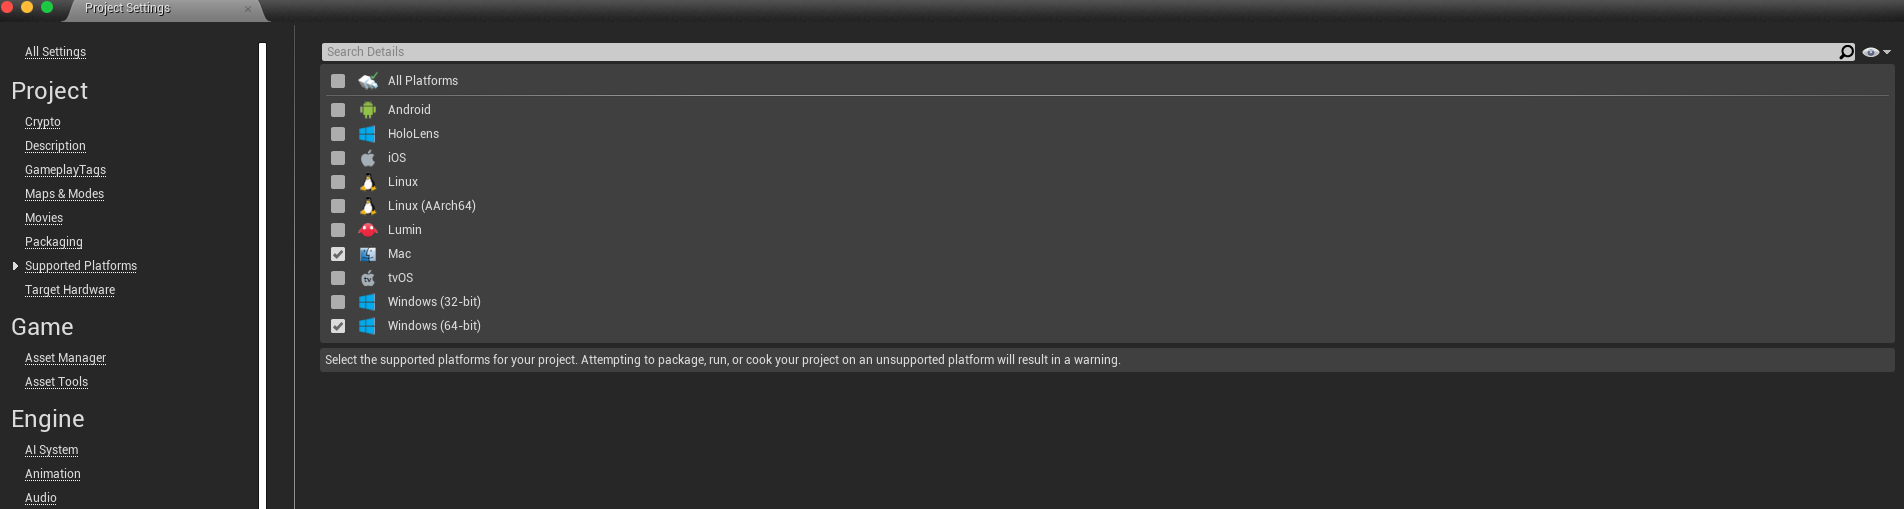 Project Settings
All Settings
Project
Crypto
Description
GameplayTags
Maps & Modes
Movies
Packaging
Supported Platforms
Target Hardware
Game
Asset Manager
Asset Tools
Engine
AI System
Animation
Audio
Search Details
All Platforms
Android
HoloLens
iOS
Linux
Linux (AArch64)
Lumin
Mac
tvOS
Windows (32-bit)
Windows (64-bit)
Select the supported platforms for your project. Attempting to package, run, or cook your project on an unsupported platform will result in a warning.